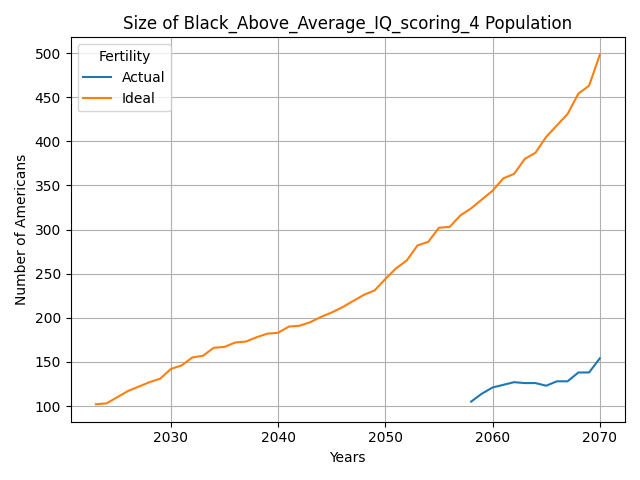 Size of Black_Above_Average_IQ_scoring_4 Population
Fertility
Actual
Ideal
Number of Americans
500
450
400
350
300
250
200
150
100
2030 2040 2050 2060 2070
Years